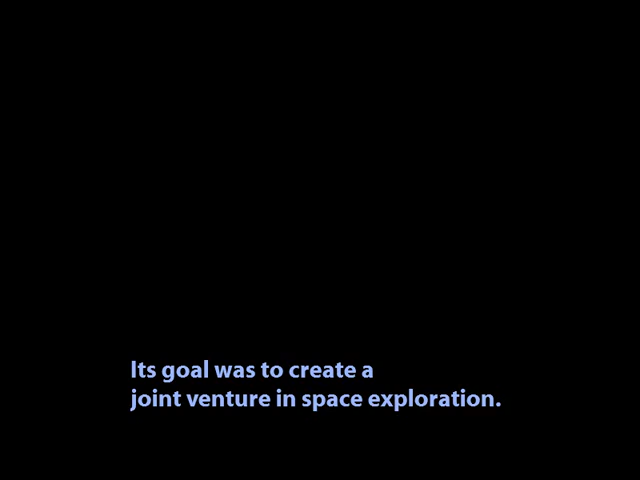 Its goal was to create a
joint venture in space exploration.